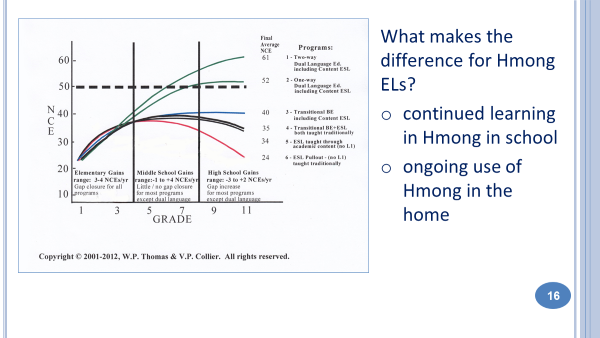 Final
Average
NCE
Programs:
60
50
40
30
20
10
N
C
E
61
1 - Two-way
Dual Language Ed.
including Content ESL
52
2 - One-way
Dual Language Ed.
including Content ESL
40
3 - Transitional BE
including Content ESL
35
4 - Transitional BE+ESL
both taught traditionally
34
5 - ESL taught through
academic content (no L1)
24
6 - ESL Pullout - (no L1)
taught traditionally
Elementary Gains
range: 3-4 NCEs/yr
Gap closure for all
programs
Middle School Gains
range:-1 to +4 NCEs/yr
Little / no gap closure
for most programs
except dual language
High School Gains
range: -3 to +2 NCEs/yr
Gap increase
for most programs
except dual language
1 3 5 7 9 11
GRADE
Copyright © 2001-2012, W.P. Thomas & V.P. Collier. All rights reserved.
What makes the
difference for Hmong
ELs?
o continued learning
in Hmong in school
o ongoing use of
Hmong in the
home
16